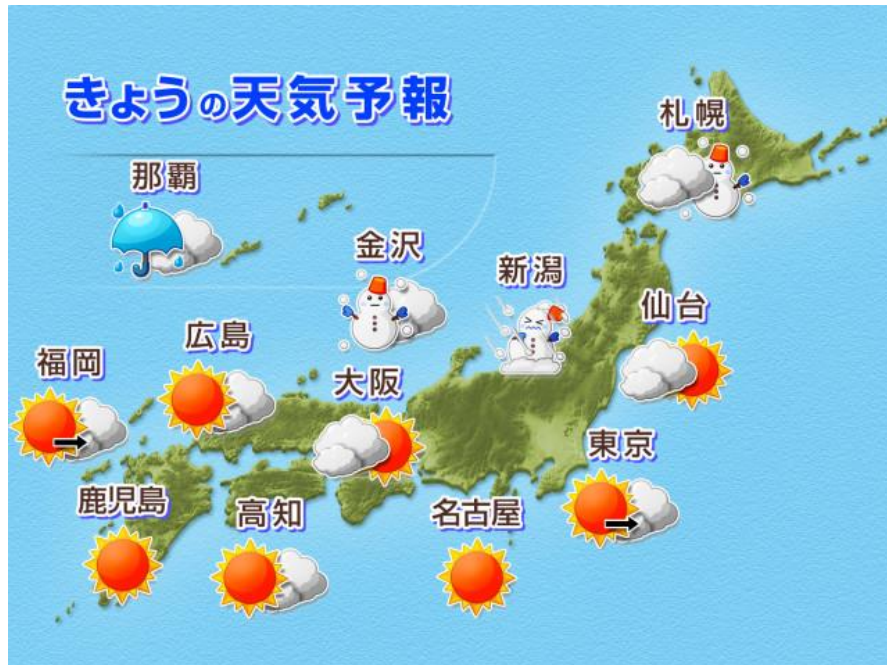 きょうの天気予報
札幌
那覇
金沢
新潟
仙台
広島
福岡
大阪
東京
鹿児島
高知
名古屋